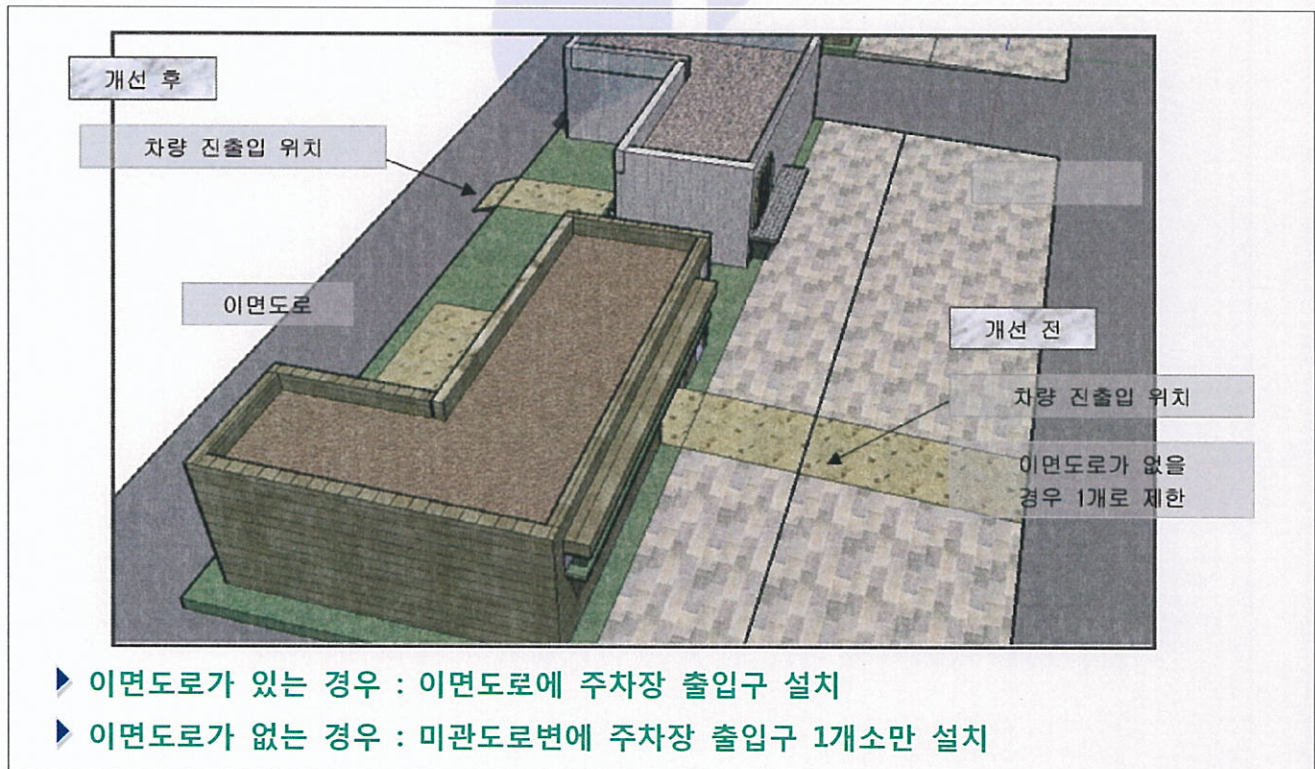 개선 후
차량 진출입 위치
이면도로
개선 전
차량 진출입 위치
이면도로가 없을
경우 1개로 제한
이면도로가 있는 경우 : 이면도로에 주차장 출입구 설치
이면도로가 없는 경우 : 미관도로변에 주차장 출입구 1개소만 설치